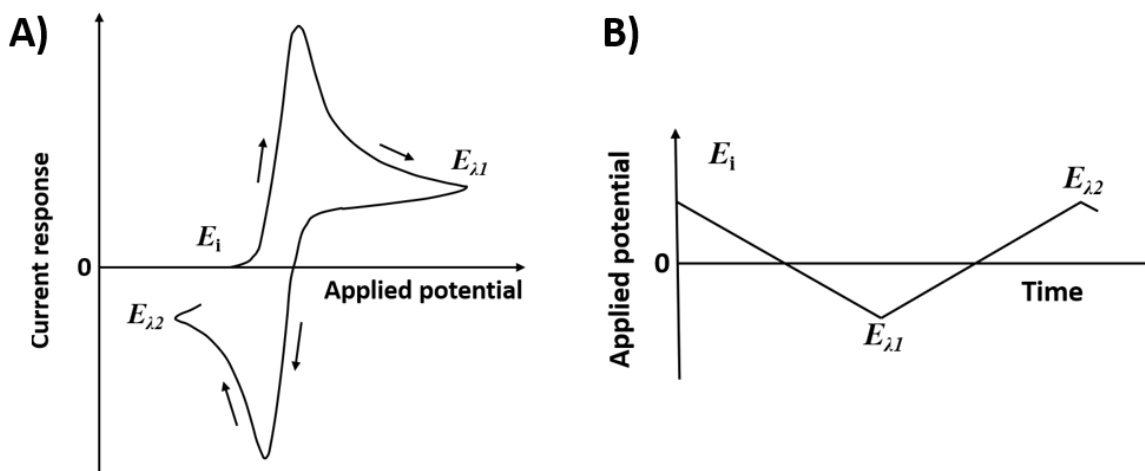 A)
Current response
0
E_i
E_λ1
Applied potential
E_λ2
B)
Applied potential
0
E_i
E_λ2
Time
E_λ1